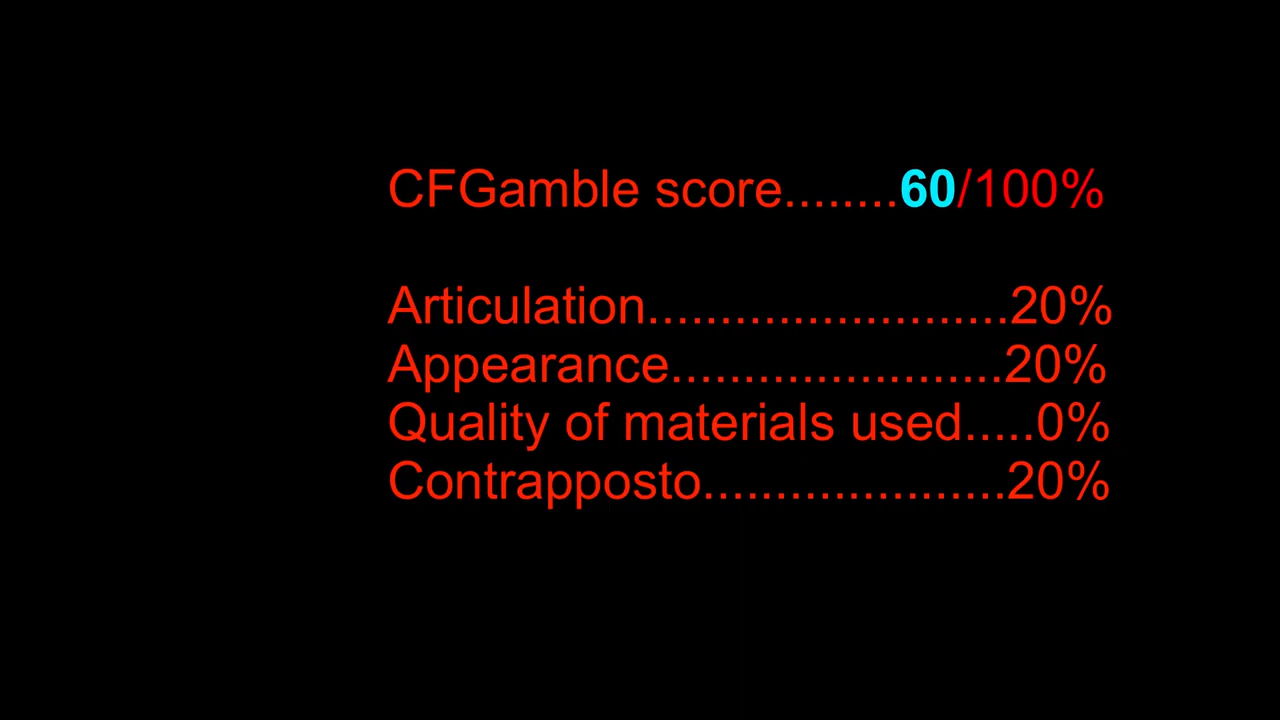 CFGamble score........60/100%
Articulation.........................20%
Appearance.......................20%
Quality of materials used.....0%
Contrapposto.....................20%